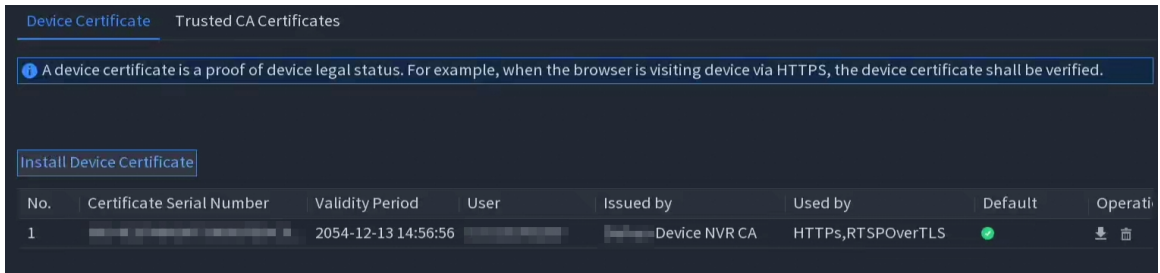 Device Certificate Trusted CA Certificates
A device certificate is a proof of device legal status. For example, when the browser is visiting device via HTTPS, the device certificate shall be verified.
Install Device Certificate
No. Certificate Serial Number Validity Period User Issued by Used by Default Operati
1 2054-12-13 14:56:56 Device NVR CA HTTPs,RTSPOverTLS